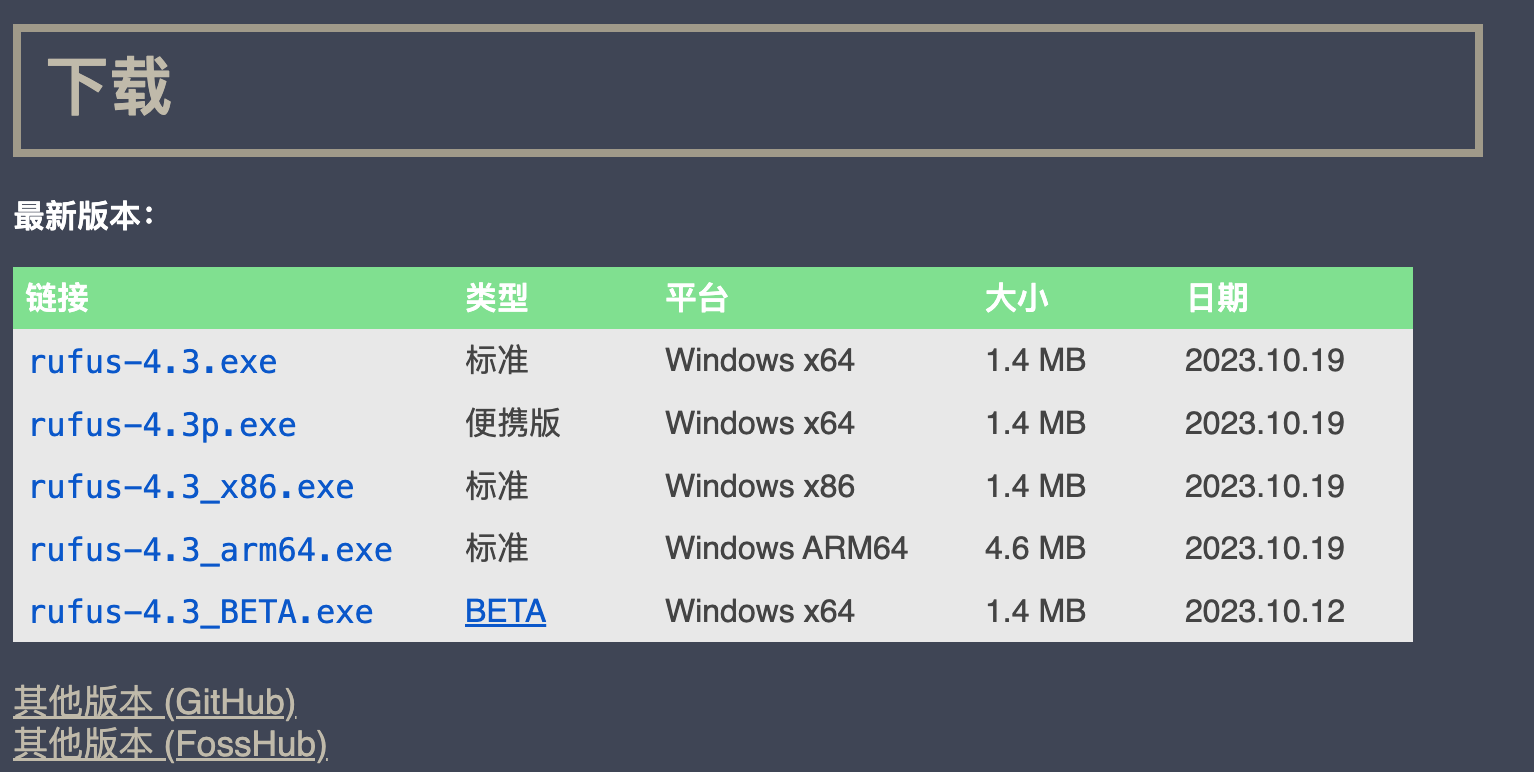 下载
最新版本：
链接 类型 平台 大小 日期
rufus-4.3.exe 标准 Windows x64 1.4 MB 2023.10.19
rufus-4.3p.exe 便携版 Windows x64 1.4 MB 2023.10.19
rufus-4.3_x86.exe 标准 Windows x86 1.4 MB 2023.10.19
rufus-4.3_arm64.exe 标准 Windows ARM64 4.6 MB 2023.10.19
rufus-4.3_BETA.exe BETA Windows x64 1.4 MB 2023.10.12
其他版本 (GitHub)
其他版本 (FossHub)